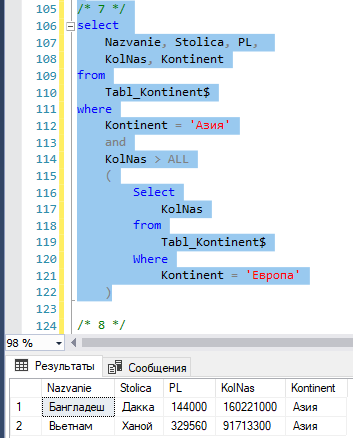 105 /* 7 */
106 select
107 Nazvanie, Stolica, PL,
108 KolNas, Kontinent
109 from
110 Tabl_Kontinent$
111 where
112 Kontinent = 'Азия'
113 and
114 KolNas > ALL
115 (
116 Select
117 KolNas
118 from
119 Tabl_Kontinent$
120 Where
121 Kontinent = 'Европа'
122 )
123
124 /* 8 */
98 %
Результаты Сообщения
Nazvanie Stolica PL KolNas Kontinent
1 Бангладеш Дакка 144000 160221000 Азия
2 Вьетнам Ханой 329560 91713300 Азия